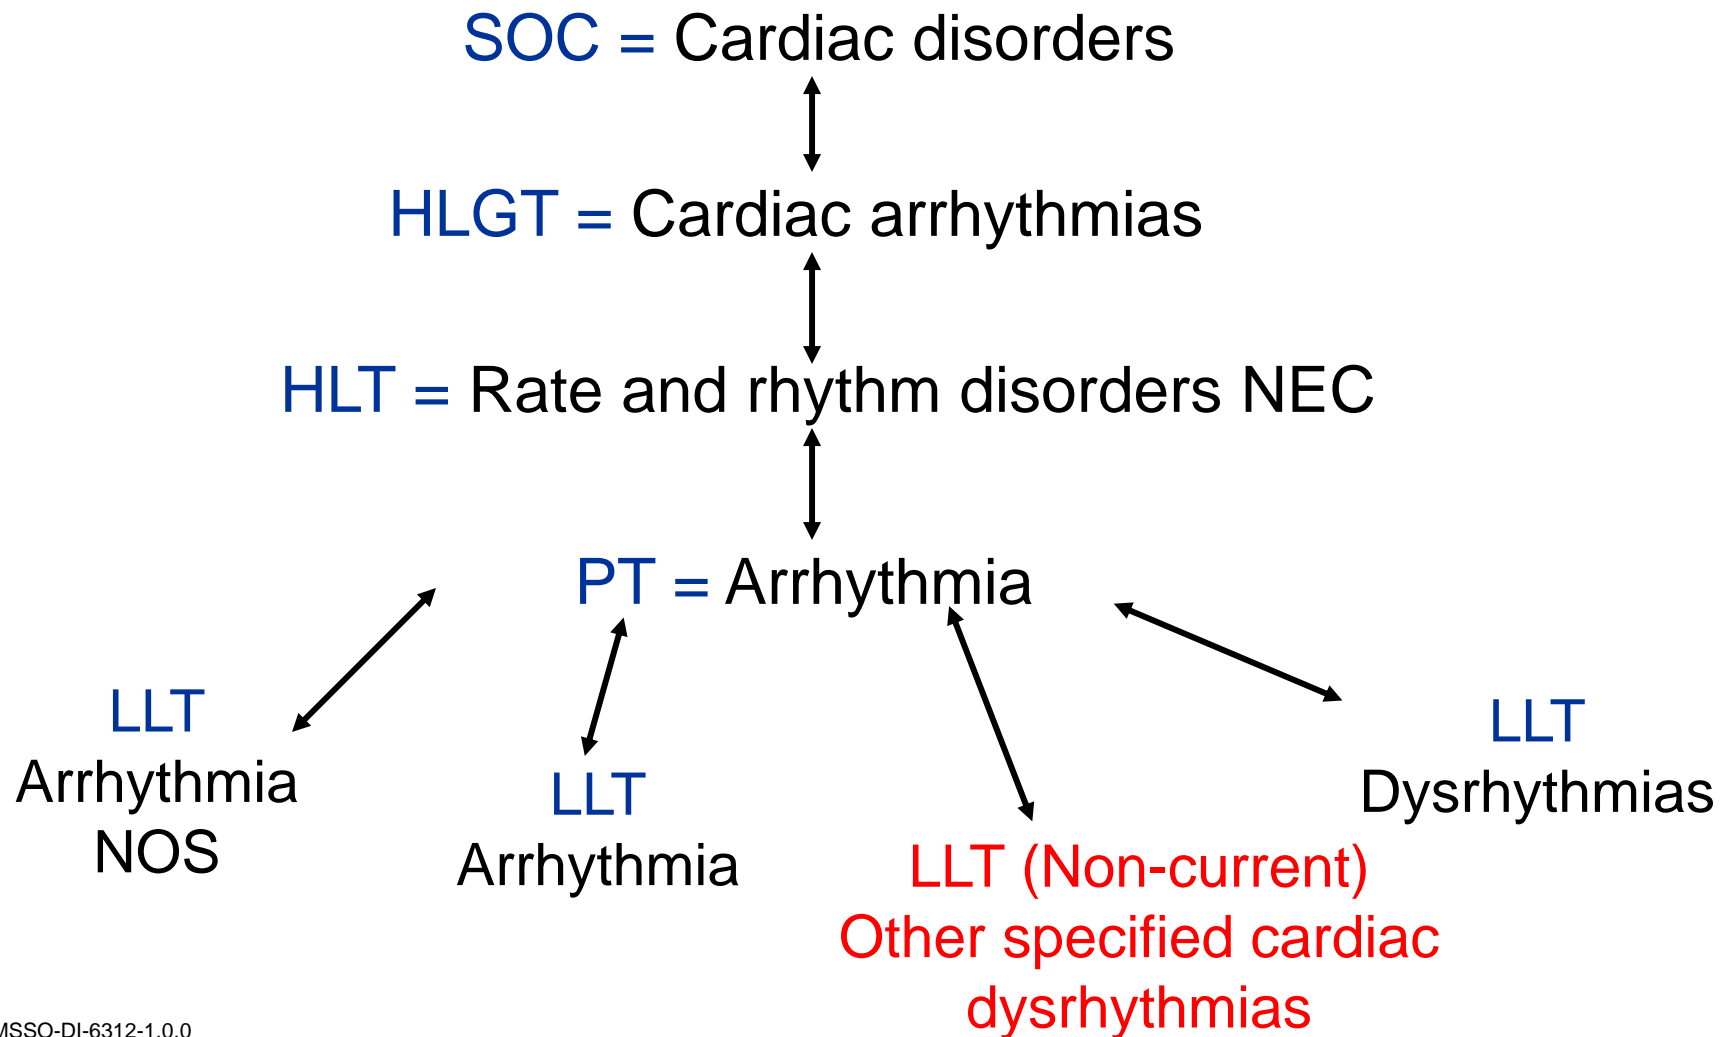 SOC = Cardiac disorders
HLGT = Cardiac arrhythmias
HLT = Rate and rhythm disorders NEC
PT = Arrhythmia
LLT
Arrhythmia
NOS
LLT
Arrhythmia
LLT (Non-current)
Other specified cardiac
dysrhythmias
LLT
Dysrhythmias
MSSO-DI-6312-1.0.0